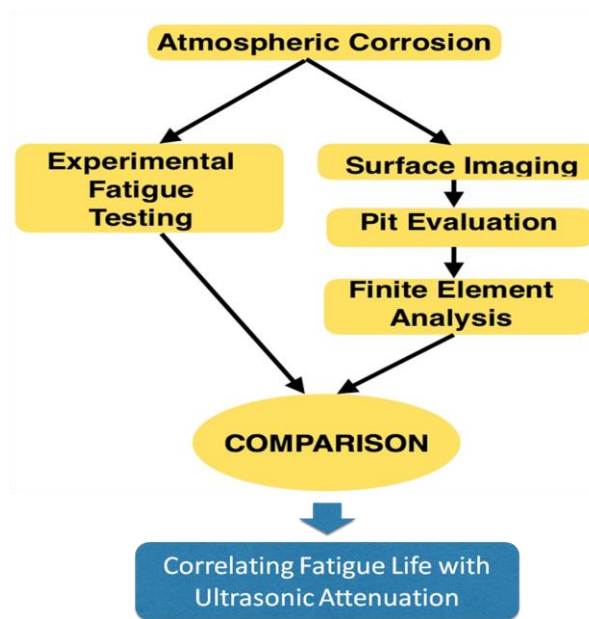 Atmospheric Corrosion
Experimental
Fatigue
Testing
Surface Imaging
Pit Evaluation
Finite Element
Analysis
COMPARISON
Correlating Fatigue Life with
Ultrasonic Attenuation